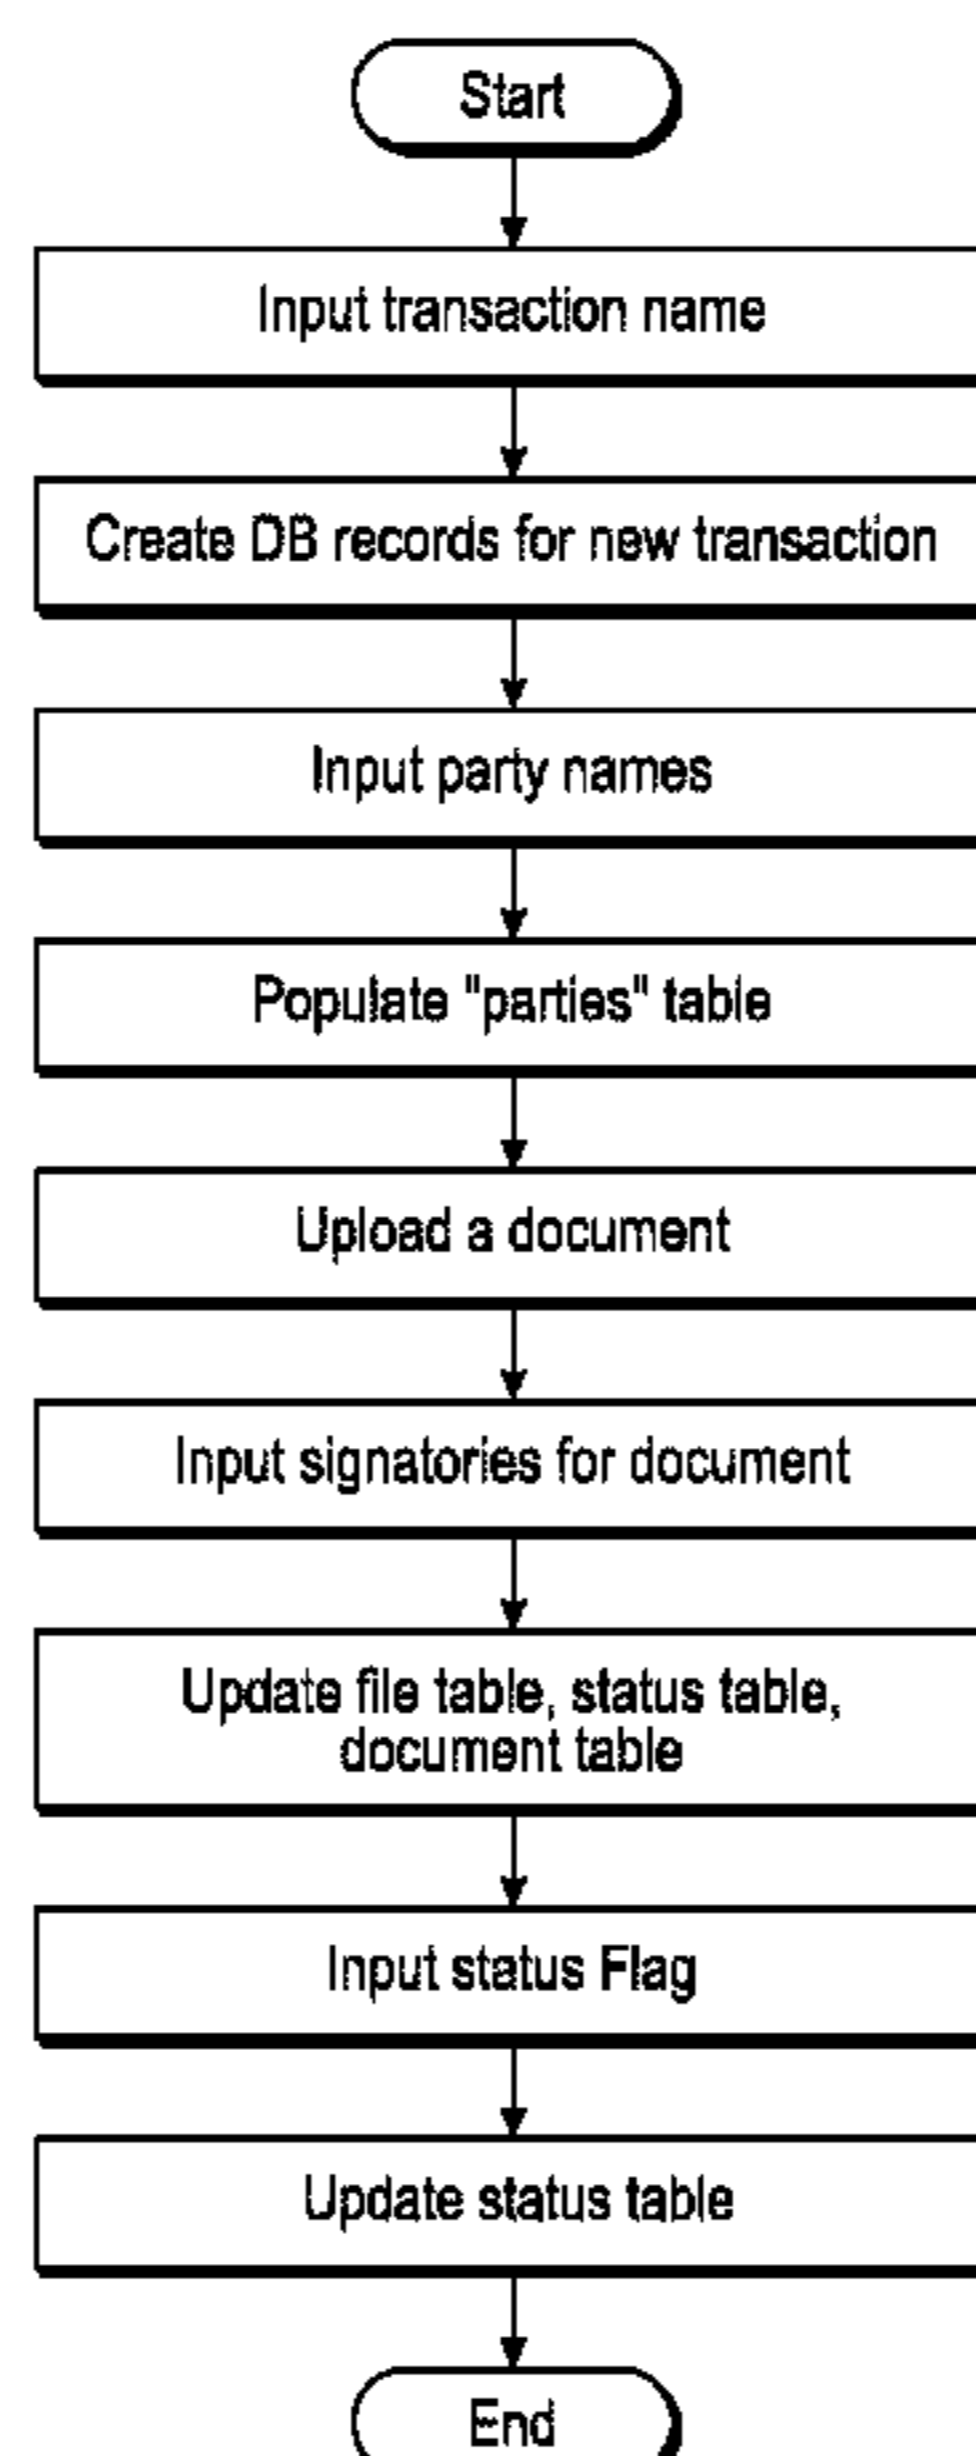 Start
Input transaction name
Create DB records for new transaction
Input party names
Populate "parties" table
Upload a document
Input signatories for document
Update file table, status table,
document table
Input status Flag
Update status table
End